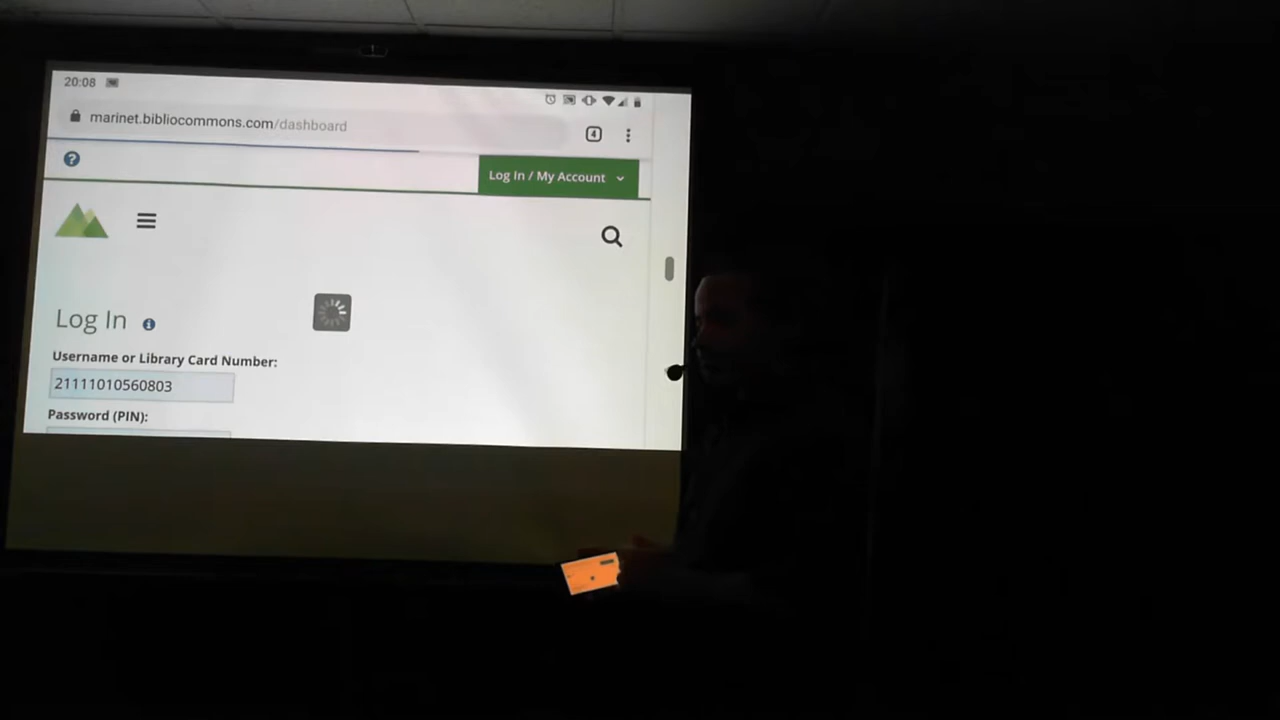 20:08
marinet.bibliocommons.com/dashboard
4
Log In / My Account
Log In
Username or Library Card Number:
21111010560803
Password (PIN):